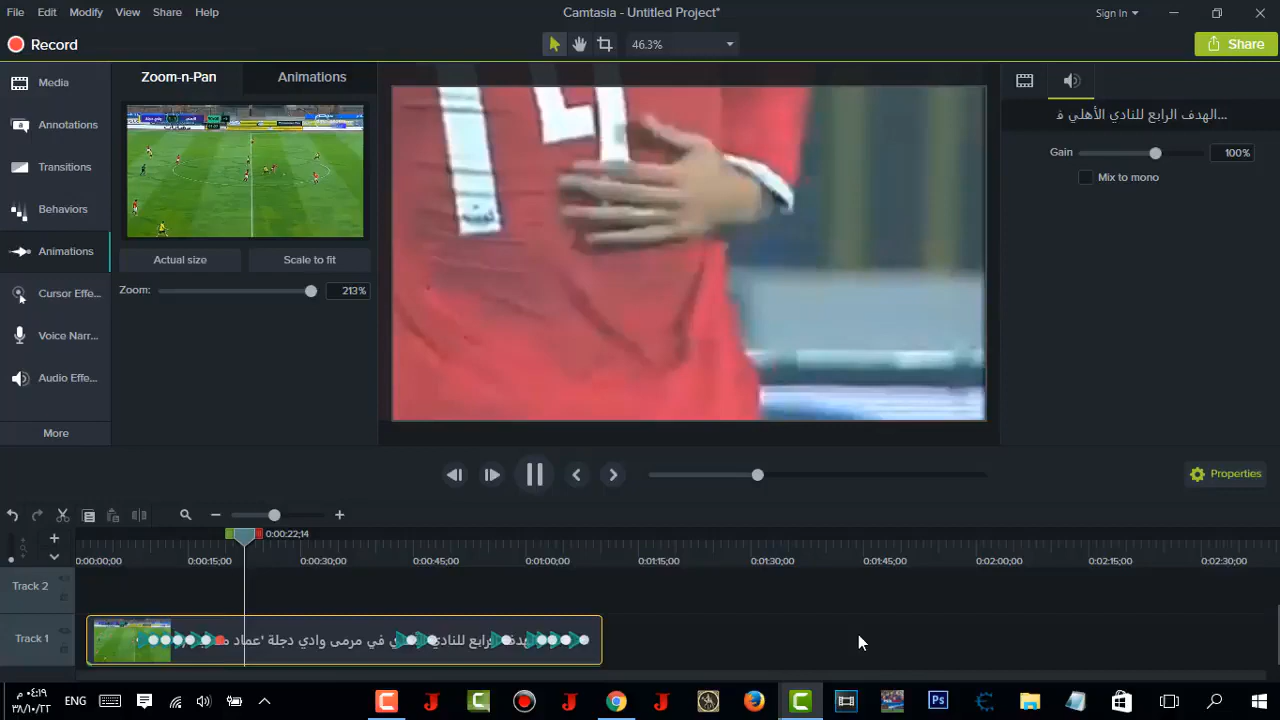 File Edit Modify View Share Help
Camtasia - Untitled Project*
Sign In
Record
46.3%
Share
Media
Annotations
Transitions
Behaviors
Animations
Cursor Effe...
Voice Narr...
Audio Effe...
More
Zoom-n-Pan
Animations
Actual size
Scale to fit
Zoom:
213%
الهدف الرابع للنادي الأهلي ف...
Gain
100%
Mix to mono
Properties
0:00:22;14
0:00:00;00
0:00:15;00
0:00:30;00
0:00:45;00
0:01:00;00
0:01:15;00
0:01:30;00
0:01:45;00
0:02:00;00
0:02:15;00
0:02:30;00
Track 2
Track 1
في مرمى وادي دجلة 'عماد
ENG
Ps